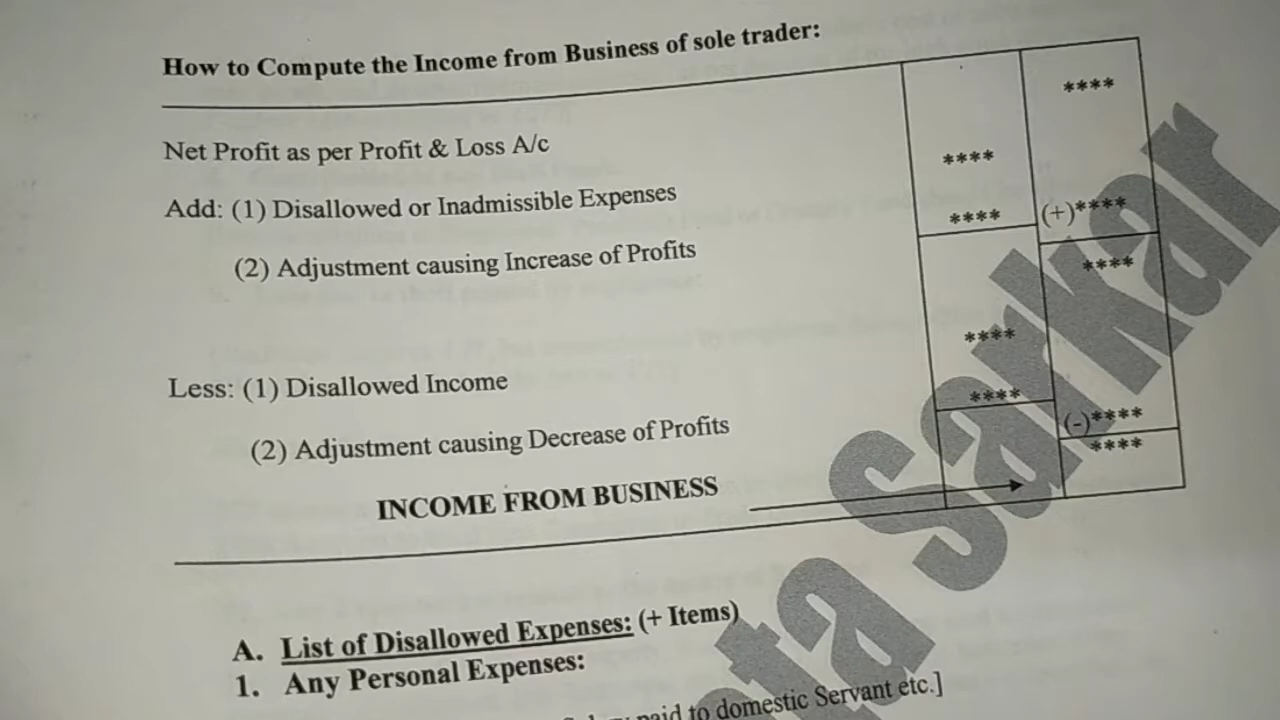 How to Compute the Income from Business of sole trader:
****
Net Profit as per Profit & Loss A/c
Add: (1) Disallowed or Inadmissible Expenses ****
(2) Adjustment causing Increase of Profits **** (+)****
****
Less: (1) Disallowed Income ****
(2) Adjustment causing Decrease of Profits **** (-)****
INCOME FROM BUSINESS ****
A. List of Disallowed Expenses: (+ Items)
1. Any Personal Expenses:
paid to domestic Servant etc.]
ta Sarkar